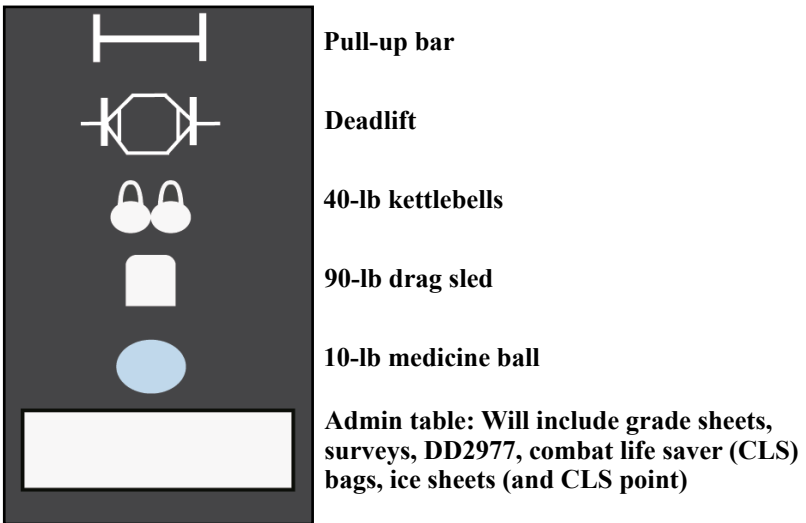 Pull-up bar
Deadlift
40-lb kettlebells
90-lb drag sled
10-lb medicine ball
Admin table: Will include grade sheets,
surveys, DD2977, combat life saver (CLS)
bags, ice sheets (and CLS point)